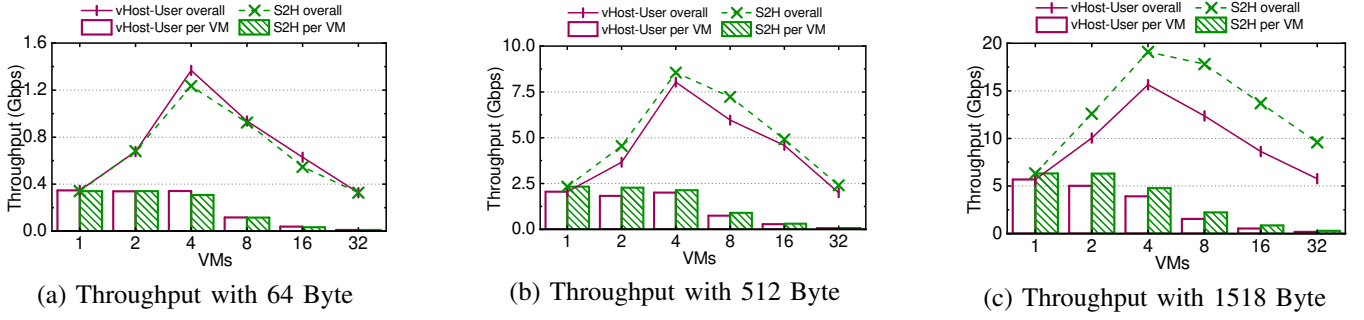 vHost-User overall S2H overall
vHost-User per VM S2H per VM
Throughput (Gbps)
1.6
1.2
0.8
0.4
0.0
1 2 4 8 16 32
VMs
(a) Throughput with 64 Byte
vHost-User overall S2H overall
vHost-User per VM S2H per VM
Throughput (Gbps)
10.0
7.5
5.0
2.5
0.0
1 2 4 8 16 32
VMs
(b) Throughput with 512 Byte
vHost-User overall S2H overall
vHost-User per VM S2H per VM
Throughput (Gbps)
20
15
10
5
0
1 2 4 8 16 32
VMs
(c) Throughput with 1518 Byte